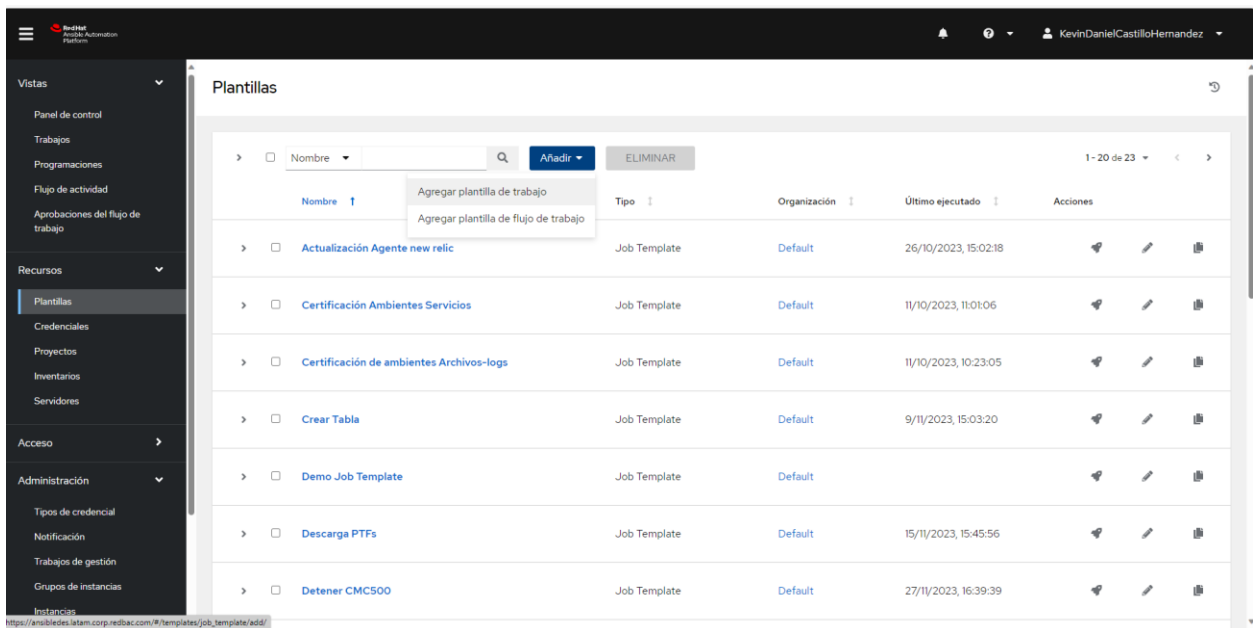 RedHat
Ansible Automation
Platform
KevinDanielCastilloHernandez
Vistas
Panel de control
Trabajos
Programaciones
Flujo de actividad
Aprobaciones del flujo de
trabajo
Recursos
Plantillas
Credenciales
Proyectos
Inventarios
Servidores
Acceso
Administración
Tipos de credencial
Notificación
Trabajos de gestión
Grupos de instancias
Instancias
https://ansibledes.latam.corp.redbac.com/#/templates/job_template/add/
Plantillas
Nombre Añadir ELIMINAR 1 - 20 de 23
Agregar plantilla de trabajo
Agregar plantilla de flujo de trabajo
Nombre Tipo Organización Último ejecutado Acciones
Actualización Agente new relic Job Template Default 26/10/2023, 15:02:18
Certificación Ambientes Servicios Job Template Default 11/10/2023, 11:01:06
Certificación de ambientes Archivos-logs Job Template Default 11/10/2023, 10:23:05
Crear Tabla Job Template Default 9/11/2023, 15:03:20
Demo Job Template Job Template Default
Descarga PTFs Job Template Default 15/11/2023, 15:45:56
Detener CMC500 Job Template Default 27/11/2023, 16:39:39